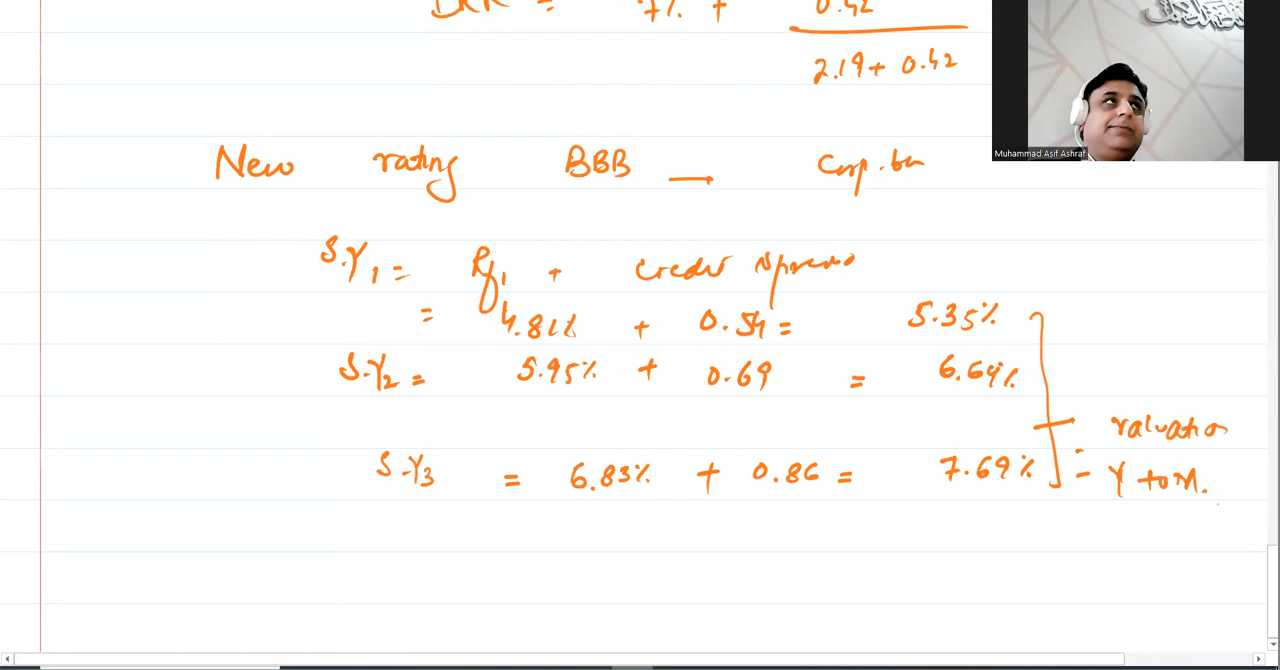 = 7% + 0.42
2.19 + 0.42
Muhammad Asif Ashraf
New rating BBB →
S.Y1 = Rf1 + credit spread
= 4.81% + 0.54 = 5.35%
S.Y2 = 5.95% + 0.69 = 6.64%
valuation
S.Y3 = 6.83% + 0.86 = 7.69%
= Y to M.